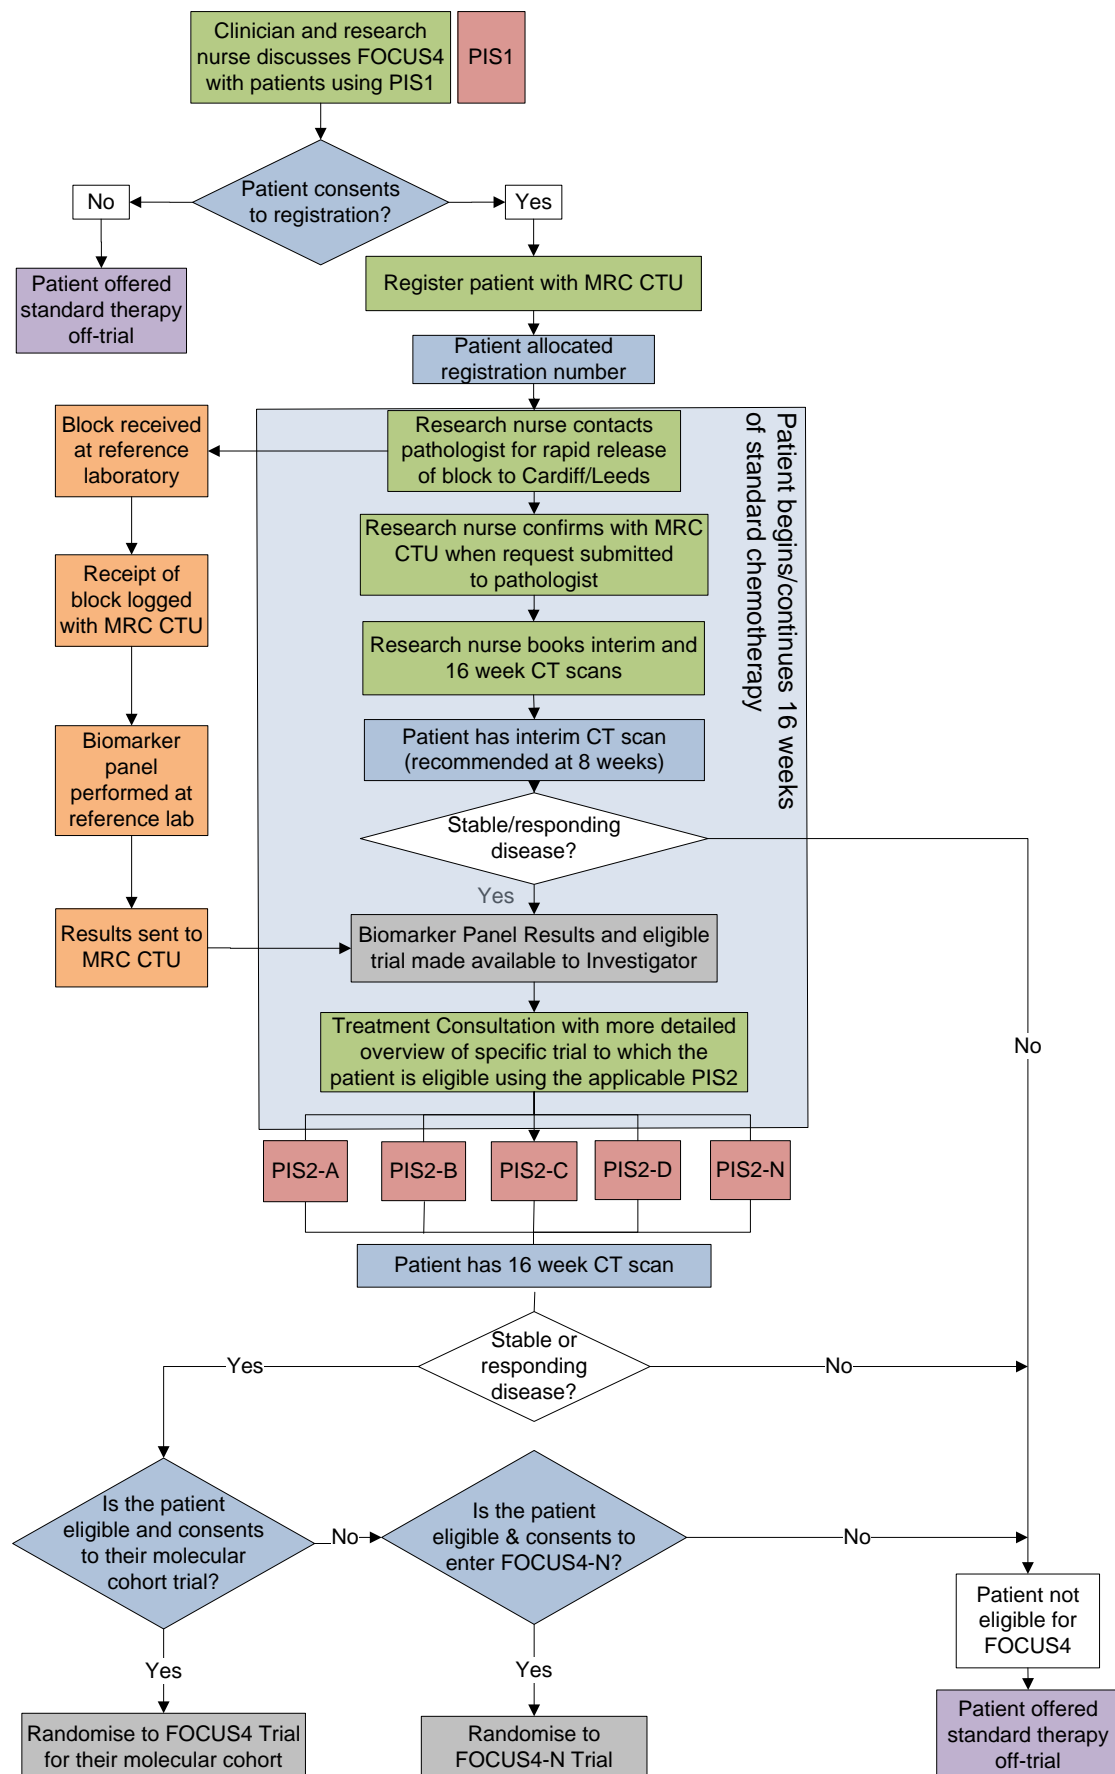 Clinician and research
nurse discusses FOCUS4
with patients using PIS1
PIS1
Patient consents
to registration?
No
Yes
Patient offered
standard therapy
off-trial
Register patient with MRC CTU
Patient allocated
registration number
Patient begins/continues 16 weeks
of standard chemotherapy
Research nurse contacts
pathologist for rapid release
of block to Cardiff/Leeds
Block received
at reference
laboratory
Research nurse confirms with MRC
CTU when request submitted
to pathologist
Receipt of
block logged
with MRC CTU
Research nurse books interim and
16 week CT scans
Biomarker
panel
performed at
reference lab
Patient has interim CT scan
(recommended at 8 weeks)
Stable/responding
disease?
Yes
No
Results sent to
MRC CTU
Biomarker Panel Results and eligible
trial made available to Investigator
Treatment Consultation with more detailed
overview of specific trial to which the
patient is eligible using the applicable PIS2
PIS2-A
PIS2-B
PIS2-C
PIS2-D
PIS2-N
Patient has 16 week CT scan
Stable or
responding
disease?
Yes
No
Is the patient
eligible and consents
to their molecular
cohort trial?
No
Is the patient
eligible & consents to
enter FOCUS4-N?
No
Patient not
eligible for
FOCUS4
Yes
Yes
Randomise to FOCUS4 Trial
for their molecular cohort
Randomise to
FOCUS4-N Trial
Patient offered
standard therapy
off-trial